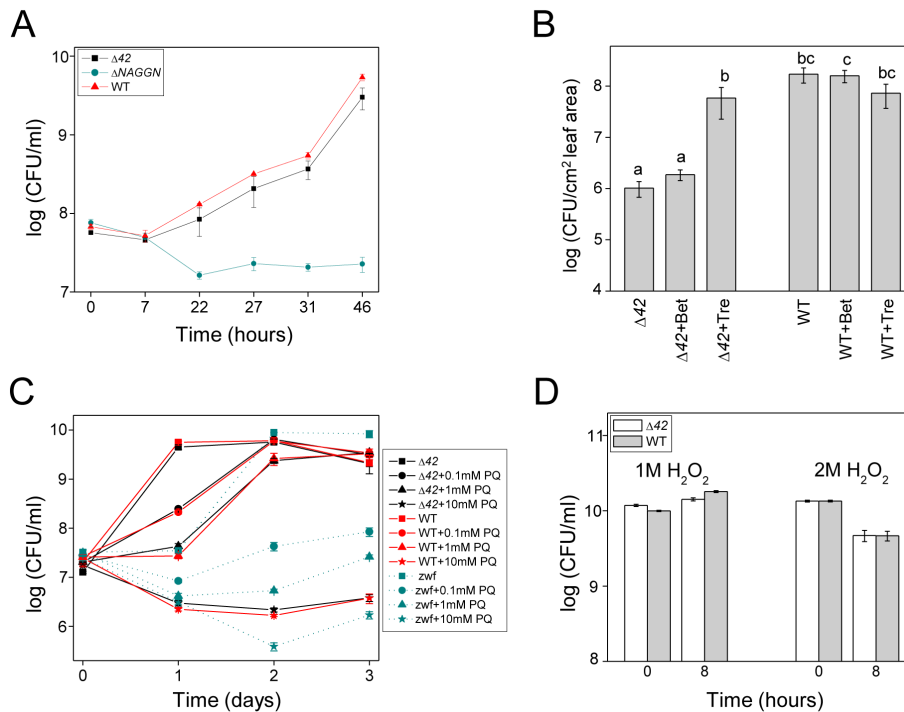 A
Δ42
ΔNAGGN
WT
10
9
8
7
log (CFU/ml)
0 7 22 27 31 46
Time (hours)
B
9
8
7
6
5
4
log (CFU/cm² leaf area)
a a b bc c bc
Δ42
Δ42+Bet
Δ42+Tre
WT
WT+Bet
WT+Tre
C
10
9
8
7
6
log (CFU/ml)
0 1 2 3
Time (days)
Δ42
Δ42+0.1mM PQ
Δ42+1mM PQ
Δ42+10mM PQ
WT
WT+0.1mM PQ
WT+1mM PQ
WT+10mM PQ
zwf
zwf+0.1mM PQ
zwf+1mM PQ
zwf+10mM PQ
D
Δ42
WT
1M H₂O₂ 2M H₂O₂
11
10
9
8
log (CFU/ml)
0 8 0 8
Time (hours)